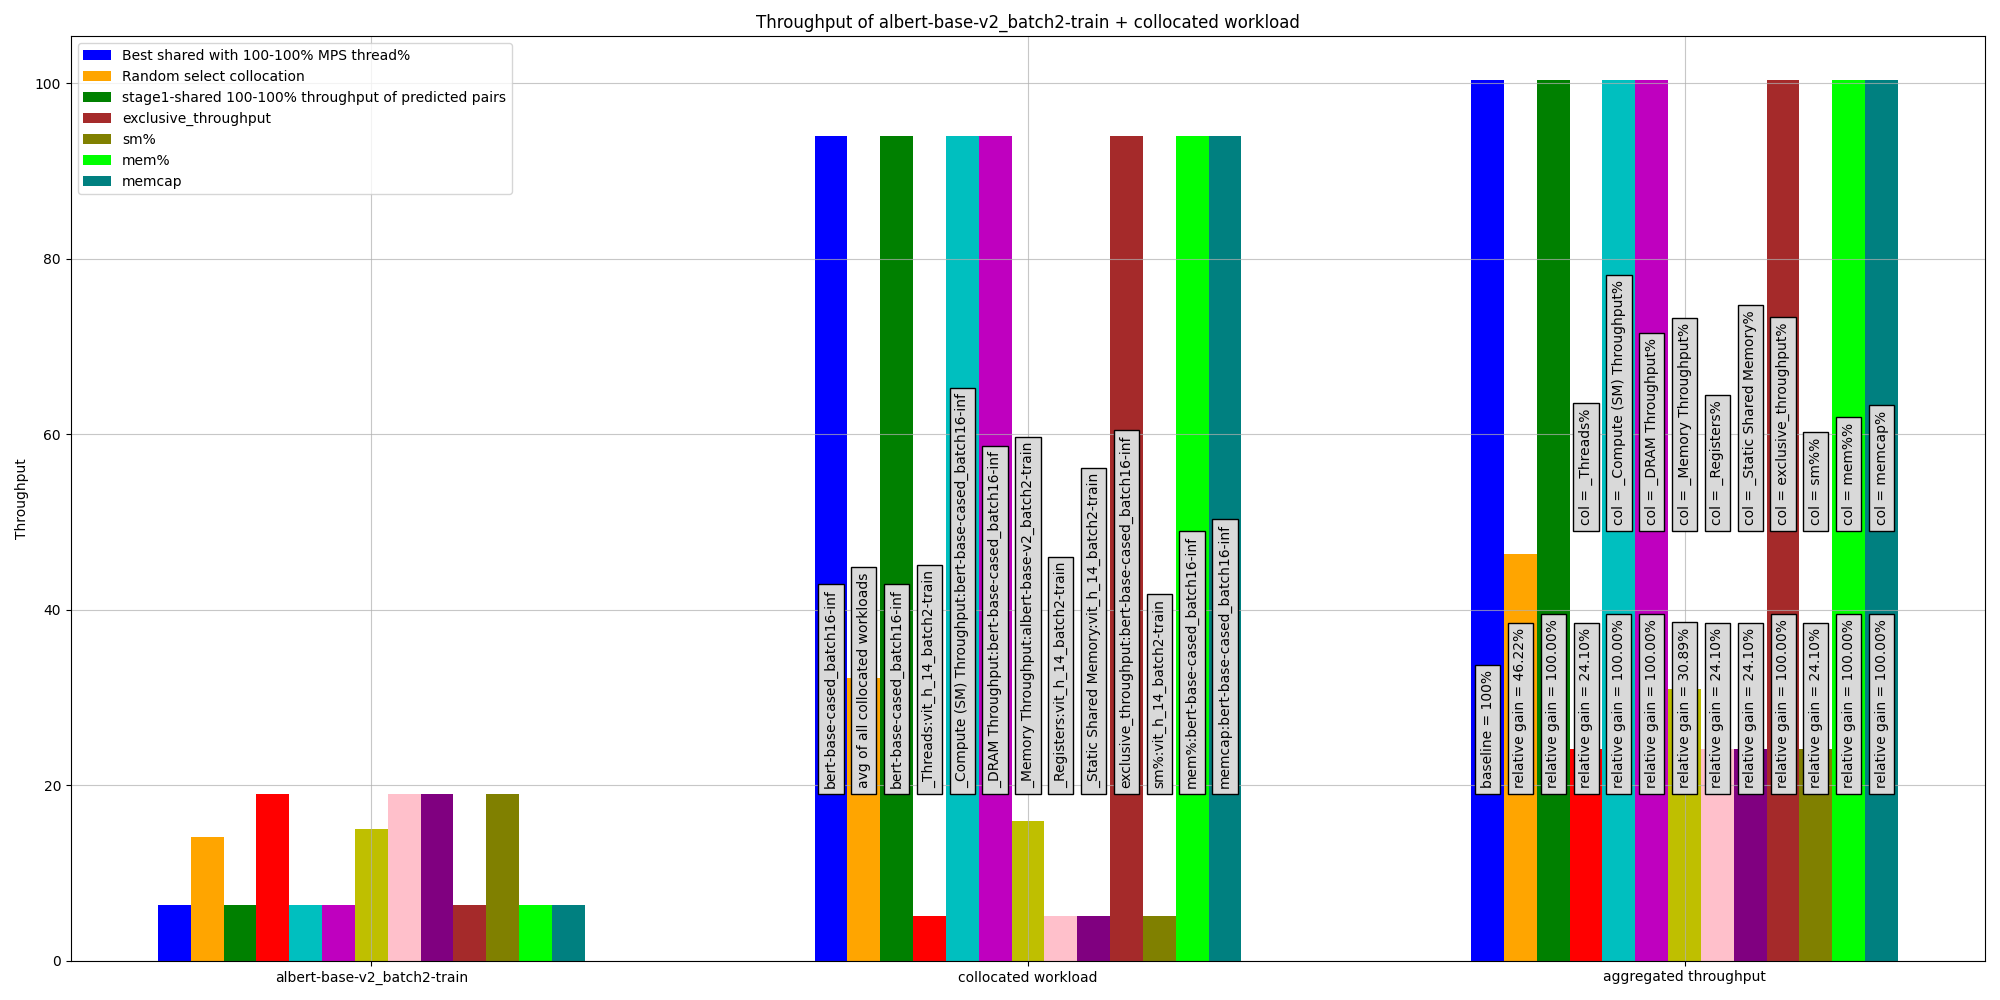 Throughput of albert-base-v2_batch2-train + collocated workload
Best shared with 100-100% MPS thread%
Random select collocation
stage1-shared 100-100% throughput of predicted pairs
exclusive_throughput
sm%
mem%
memcap
Throughput
100
80
60
40
20
0
bert-base-cased_batch16-inf
avg of all collocated workloads
bert-base-cased_batch16-inf
_Threads:vit_h_14_batch2-train
_Compute (SM) Throughput:bert-base-cased_batch16-inf
_DRAM Throughput:bert-base-cased_batch16-inf
_Memory Throughput:albert-base-v2_batch2-train
_Registers:vit_h_14_batch2-train
_Static Shared Memory:vit_h_14_batch2-train
exclusive_throughput:bert-base-cased_batch16-inf
sm%:vit_h_14_batch2-train
mem%:bert-base-cased_batch16-inf
memcap:bert-base-cased_batch16-inf
col = _Threads%
col = _Compute (SM) Throughput%
col = _DRAM Throughput%
col = _Memory Throughput%
col = _Registers%
col = _Static Shared Memory%
col = exclusive_throughput%
col = sm%%
col = mem%%
col = memcap%
baseline = 100%
relative gain = 46.22%
relative gain = 100.00%
relative gain = 24.10%
relative gain = 100.00%
relative gain = 100.00%
relative gain = 30.89%
relative gain = 24.10%
relative gain = 24.10%
relative gain = 100.00%
relative gain = 24.10%
relative gain = 100.00%
relative gain = 100.00%
albert-base-v2_batch2-train
collocated workload
aggregated throughput